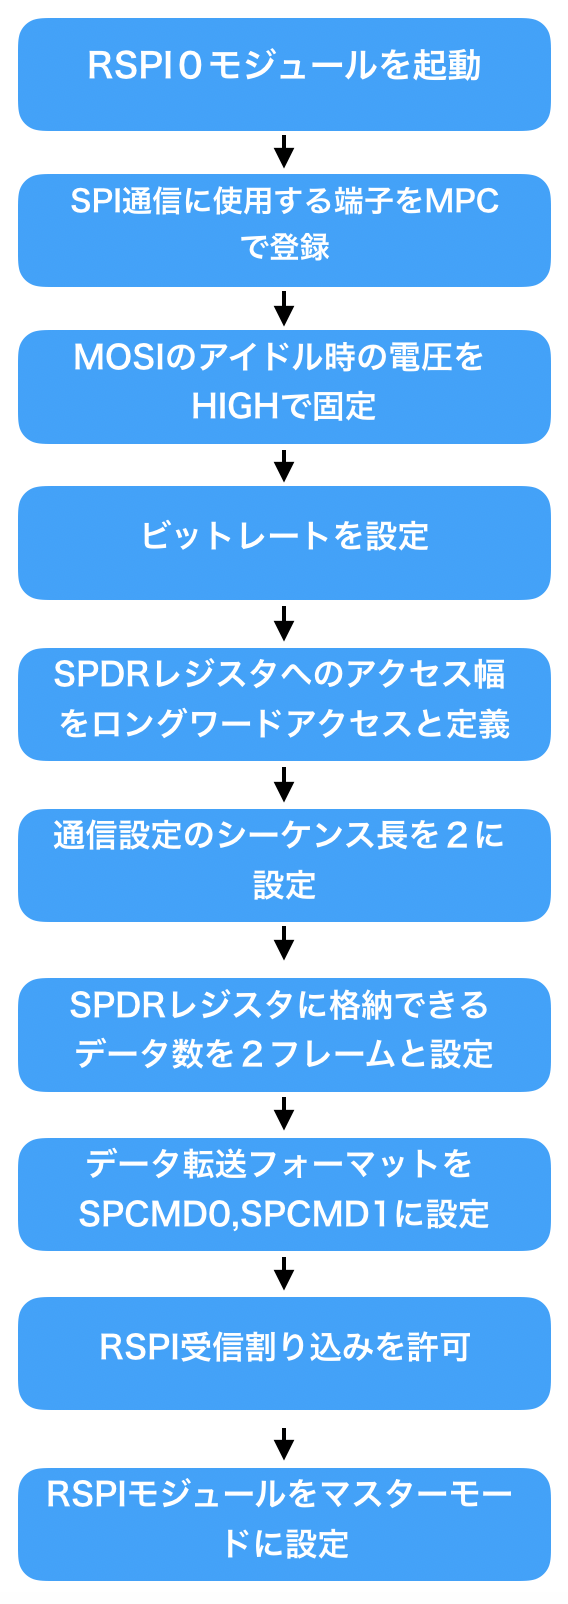 RSPI０モジュールを起動
SPI通信に使用する端子をMPC
で登録
MOSIのアイドル時の電圧を
HIGHで固定
ビットレートを設定
SPDRレジスタへのアクセス幅
をロングワードアクセスと定義
通信設定のシーケンス長を２に
設定
SPDRレジスタに格納できる
データ数を２フレームと設定
データ転送フォーマットを
SPCMD0,SPCMD1に設定
RSPI受信割り込みを許可
RSPIモジュールをマスターモー
ドに設定